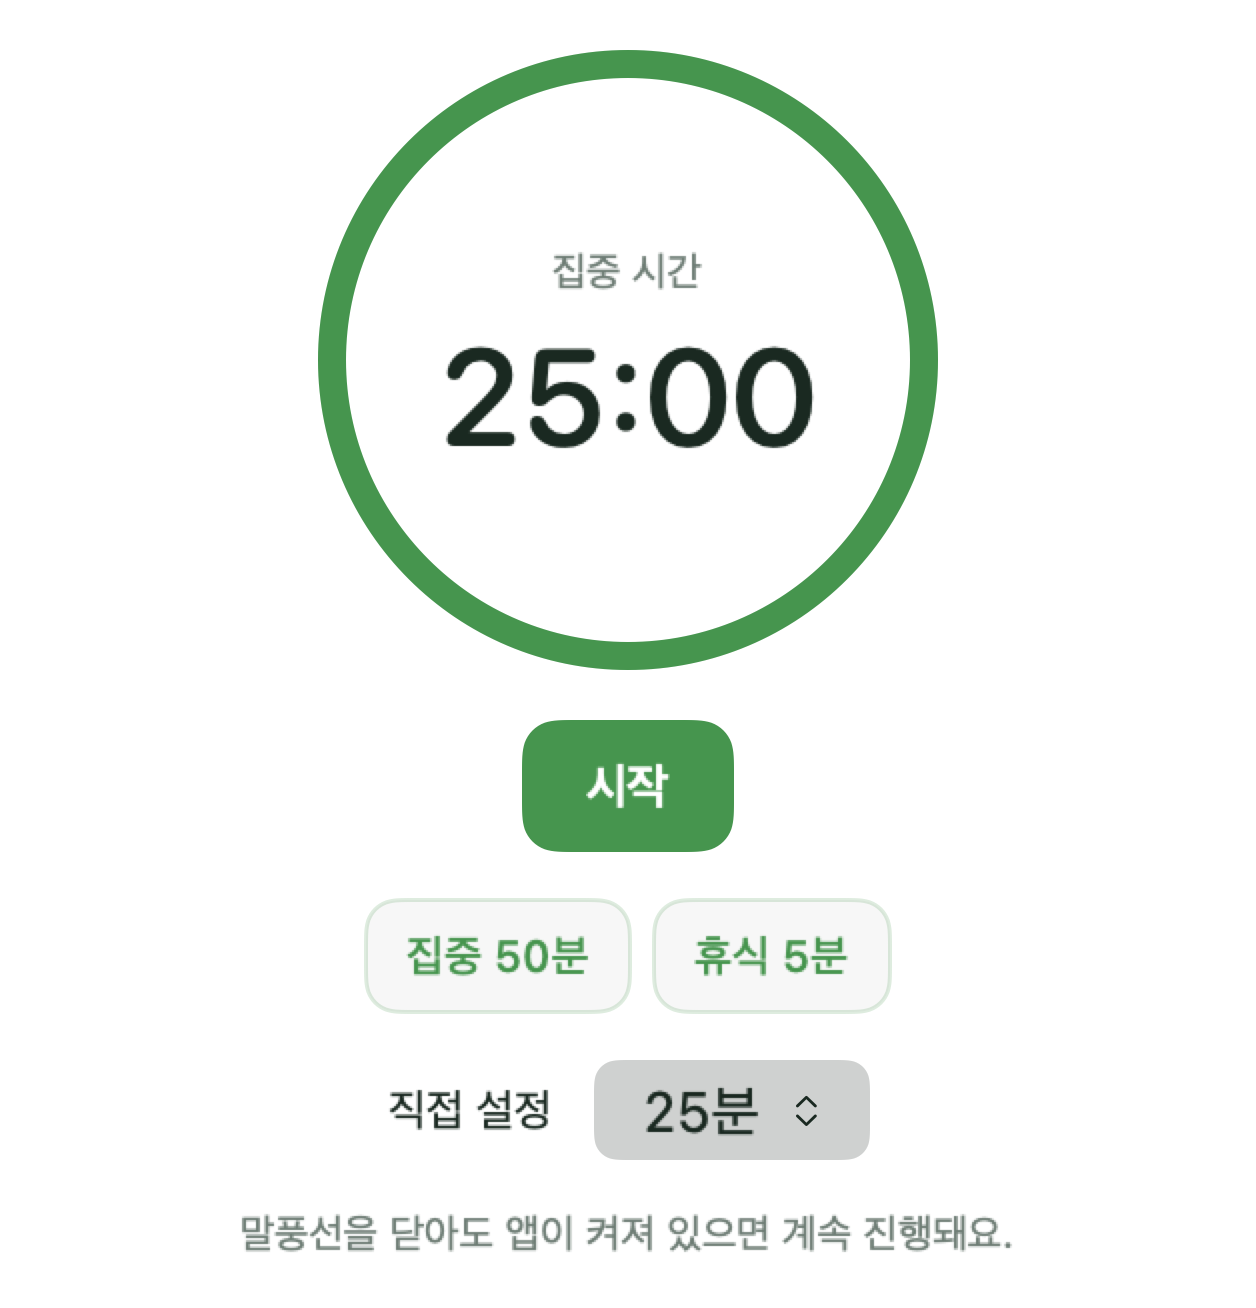 집중 시간
25:00
시작
집중 50분 휴식 5분
직접 설정 25분
말풍선을 닫아도 앱이 켜져 있으면 계속 진행돼요.